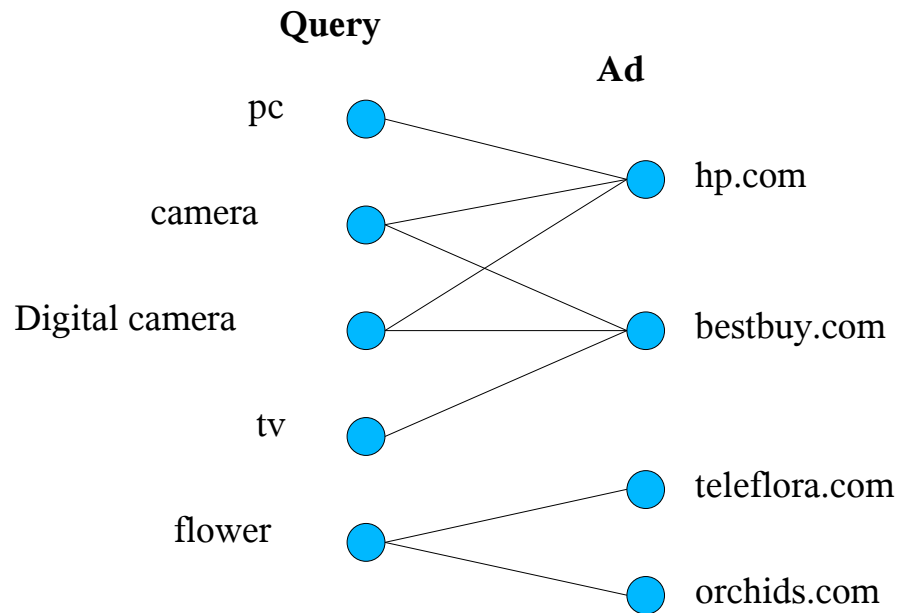 Query
Ad
pc
hp.com
camera
Digital camera
bestbuy.com
tv
teleflora.com
flower
orchids.com